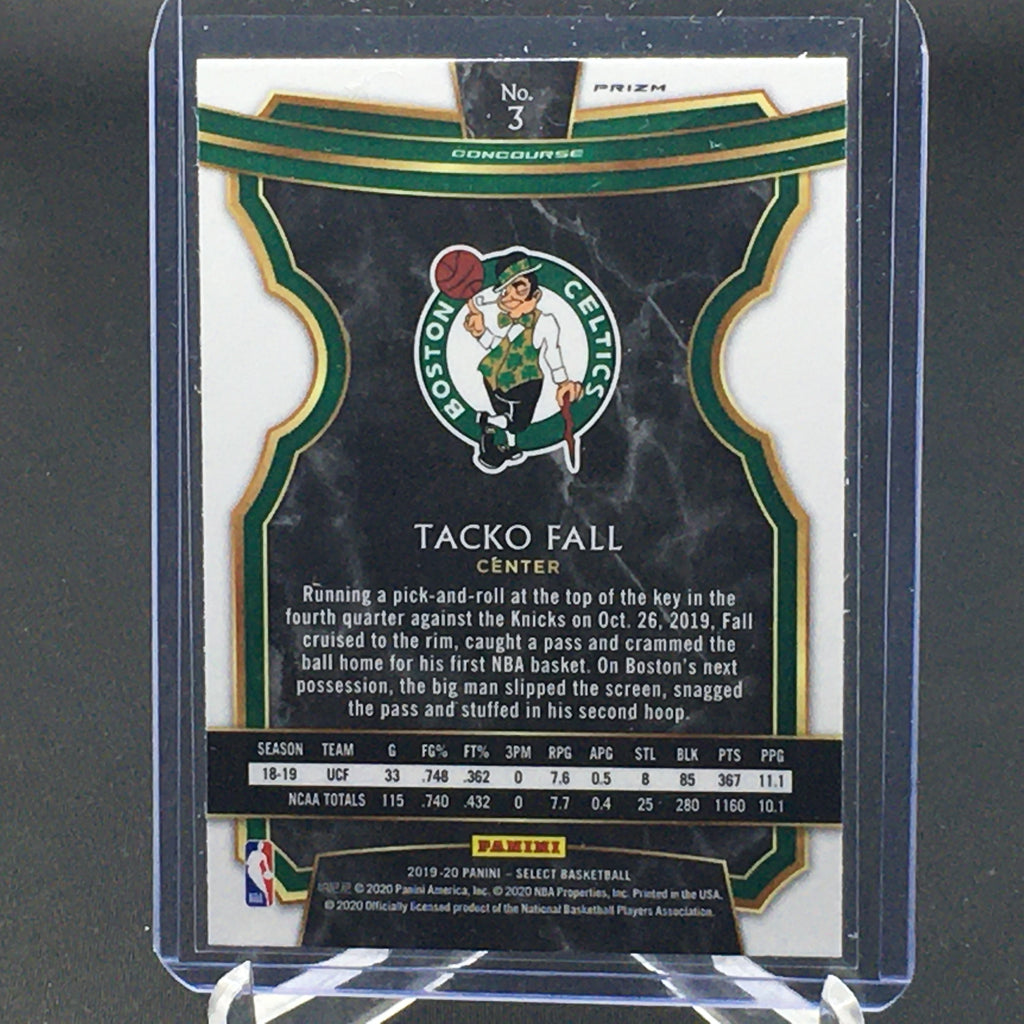 No.
3
PRIZM
CONCOURSE
BOSTON CELTICS
TACKO FALL
CENTER
Running a pick-and-roll at the top of the key in the
fourth quarter against the Knicks on Oct. 26, 2019, Fall
cruised to the rim, caught a pass and crammed the
ball home for his first NBA basket. On Boston's next
possession, the big man slipped the screen, snagged
the pass and stuffed in his second hoop.
SEASON TEAM G FG% FT% 3PM RPG APG STL BLK PTS PPG
18-19 UCF 33 .748 .362 0 7.6 0.5 8 85 367 11.1
NCAA TOTALS 115 .740 .432 0 7.7 0.4 25 280 1160 10.1
PANINI
2019-20 PANINI – SELECT BASKETBALL
© 2020 Panini America, Inc. © 2020 NBA Properties, Inc. Printed in the USA.
© 2020 Officially licensed product of the National Basketball Players Association.
NBA